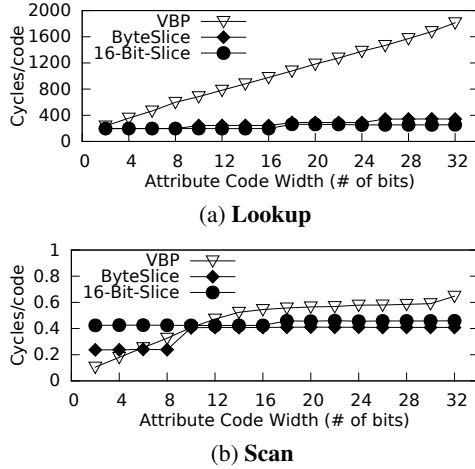 2000
1600
1200
800
400
0
Cycles/code
VBP
ByteSlice
16-Bit-Slice
0 4 8 12 16 20 24 28 32
Attribute Code Width (# of bits)
(a) Lookup
1
0.8
0.6
0.4
0.2
0
Cycles/code
VBP
ByteSlice
16-Bit-Slice
0 4 8 12 16 20 24 28 32
Attribute Code Width (# of bits)
(b) Scan